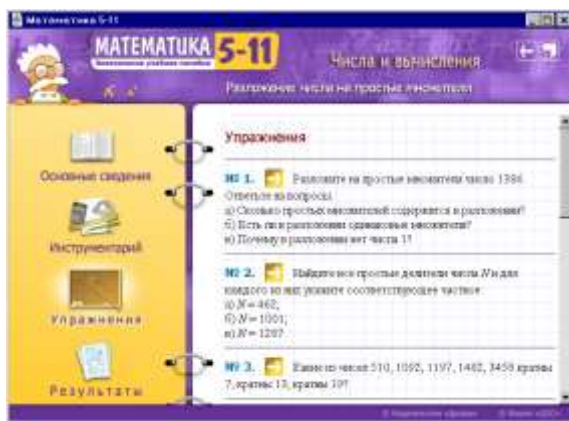 Математика 5-11
МАТЕМАТИКА 5-11
Числа и вычисления
Разложение числа на простые множители
Основные сведения
Инструментарий
Упражнения
Результаты
Упражнения
№ 1. Разложите на простые множители число 1386.
Ответьте на вопросы.
а) Сколько простых множителей содержится в разложении?
б) Есть ли в разложении одинаковые множители?
в) Почему в разложении нет числа 1?
№ 2. Найдите все простые делители числа N и для
каждого из них укажите соответствующее частное:
а) N = 462;
б) N = 1001;
в) N = 1287
№ 3. Какие из чисел 510, 1092, 1197, 1482, 3458 кратны
7, кратны 13, кратны 19?